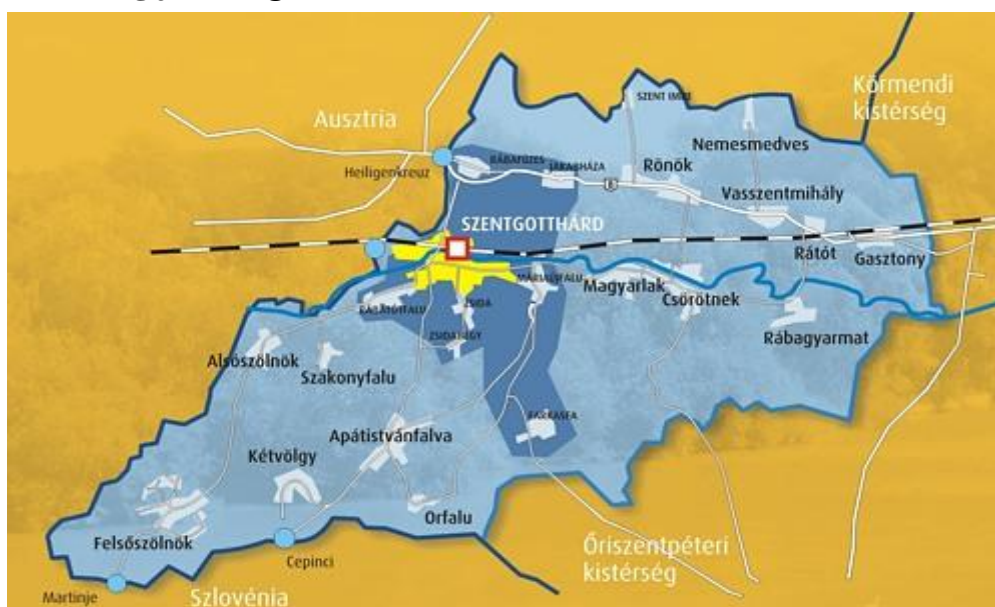 Ausztria
Körmendi
kistérség
SZENT IMRE
Nemesmedves
Heiligenkreuz
RÁBAFÜZES
JAKABHÁZA
Rönök
8
Vasszentmihály
SZENTGOTTHÁRD
Rátót
Gasztony
MÁRIAÚJFALU
Magyarlak
Csörötnek
RÁBATÓTFALU
ZSIDA
Rábagyarmat
ZSIDAHEGY
Alsószölnök
Szakonyfalu
FARKASFA
Apátistvánfalva
Kétvölgy
Orfalu
Felsőszölnök
Cepinci
Őriszentpéteri
kistérség
Martinje
Szlovénia